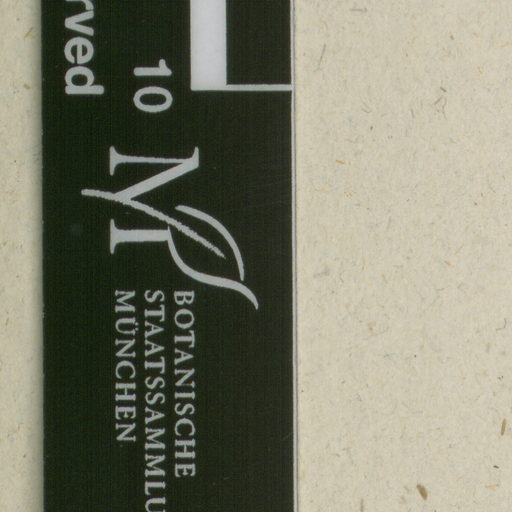 rved
10
BOTANISCHE
STAATSSAMMLU
MÜNCHEN